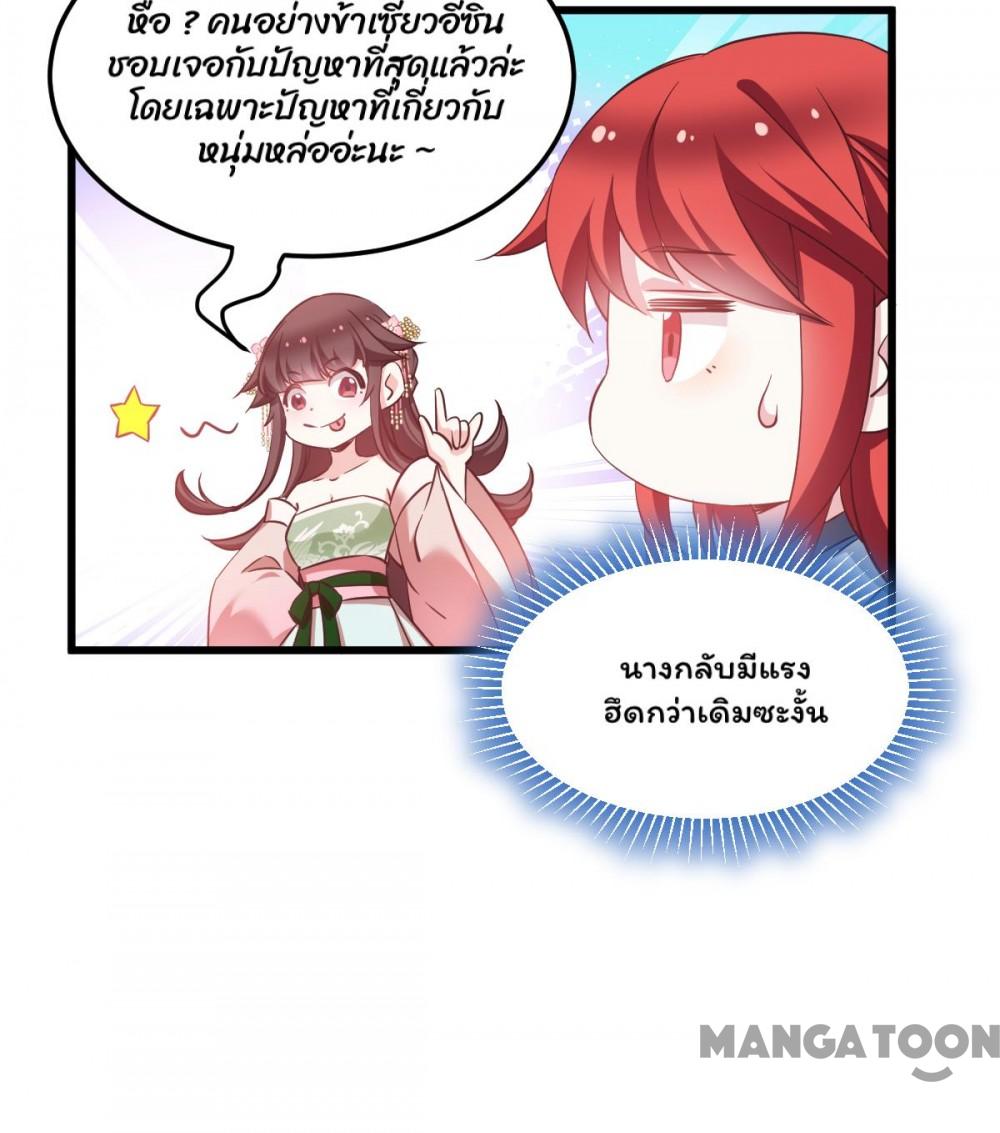 หือ ? คนอย่างข้าเซียวอีซิน
ชอบเจอกับปัญหาที่สุดแล้วล่ะ
โดยเฉพาะปัญหาที่เกี่ยวกับ
หนุ่มหล่ออะนะ ~
นางกลับมีแรง
ฮึดกว่าเดิมซะงั้น
MANGATOON